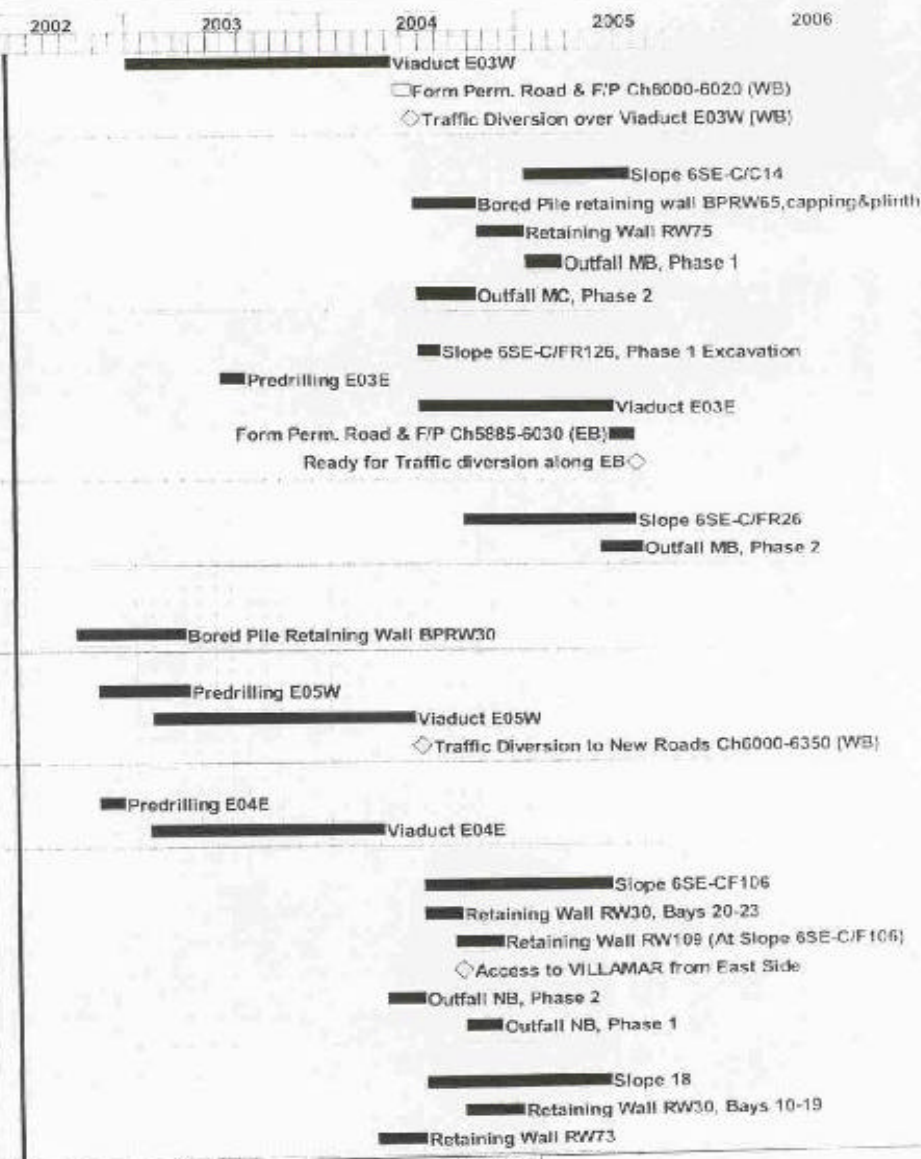 2002 2003 2004 2005 2006
Viaduct E03W
Form Perm. Road & F/P Ch6000-6020 (WB)
Traffic Diversion over Viaduct E03W (WB)
Slope 6SE-C/C14
Bored Pile retaining wall BPRW65,capping&plinth
Retaining Wall RW75
Outfall MB, Phase 1
Outfall MC, Phase 2
Slope 6SE-C/FR126, Phase 1 Excavation
Predrilling E03E
Viaduct E03E
Form Perm. Road & F/P Ch5885-6030 (EB)
Ready for Traffic diversion along EB
Slope 6SE-C/FR26
Outfall MB, Phase 2
Bored Pile Retaining Wall BPRW30
Predrilling E05W
Viaduct E05W
Traffic Diversion to New Roads Ch6000-6350 (WB)
Predrilling E04E
Viaduct E04E
Slope 6SE-CF106
Retaining Wall RW30, Bays 20-23
Retaining Wall RW109 (At Slope 6SE-C/F106)
Access to VILLAMAR from East Side
Outfall NB, Phase 2
Outfall NB, Phase 1
Slope 18
Retaining Wall RW30, Bays 10-19
Retaining Wall RW73